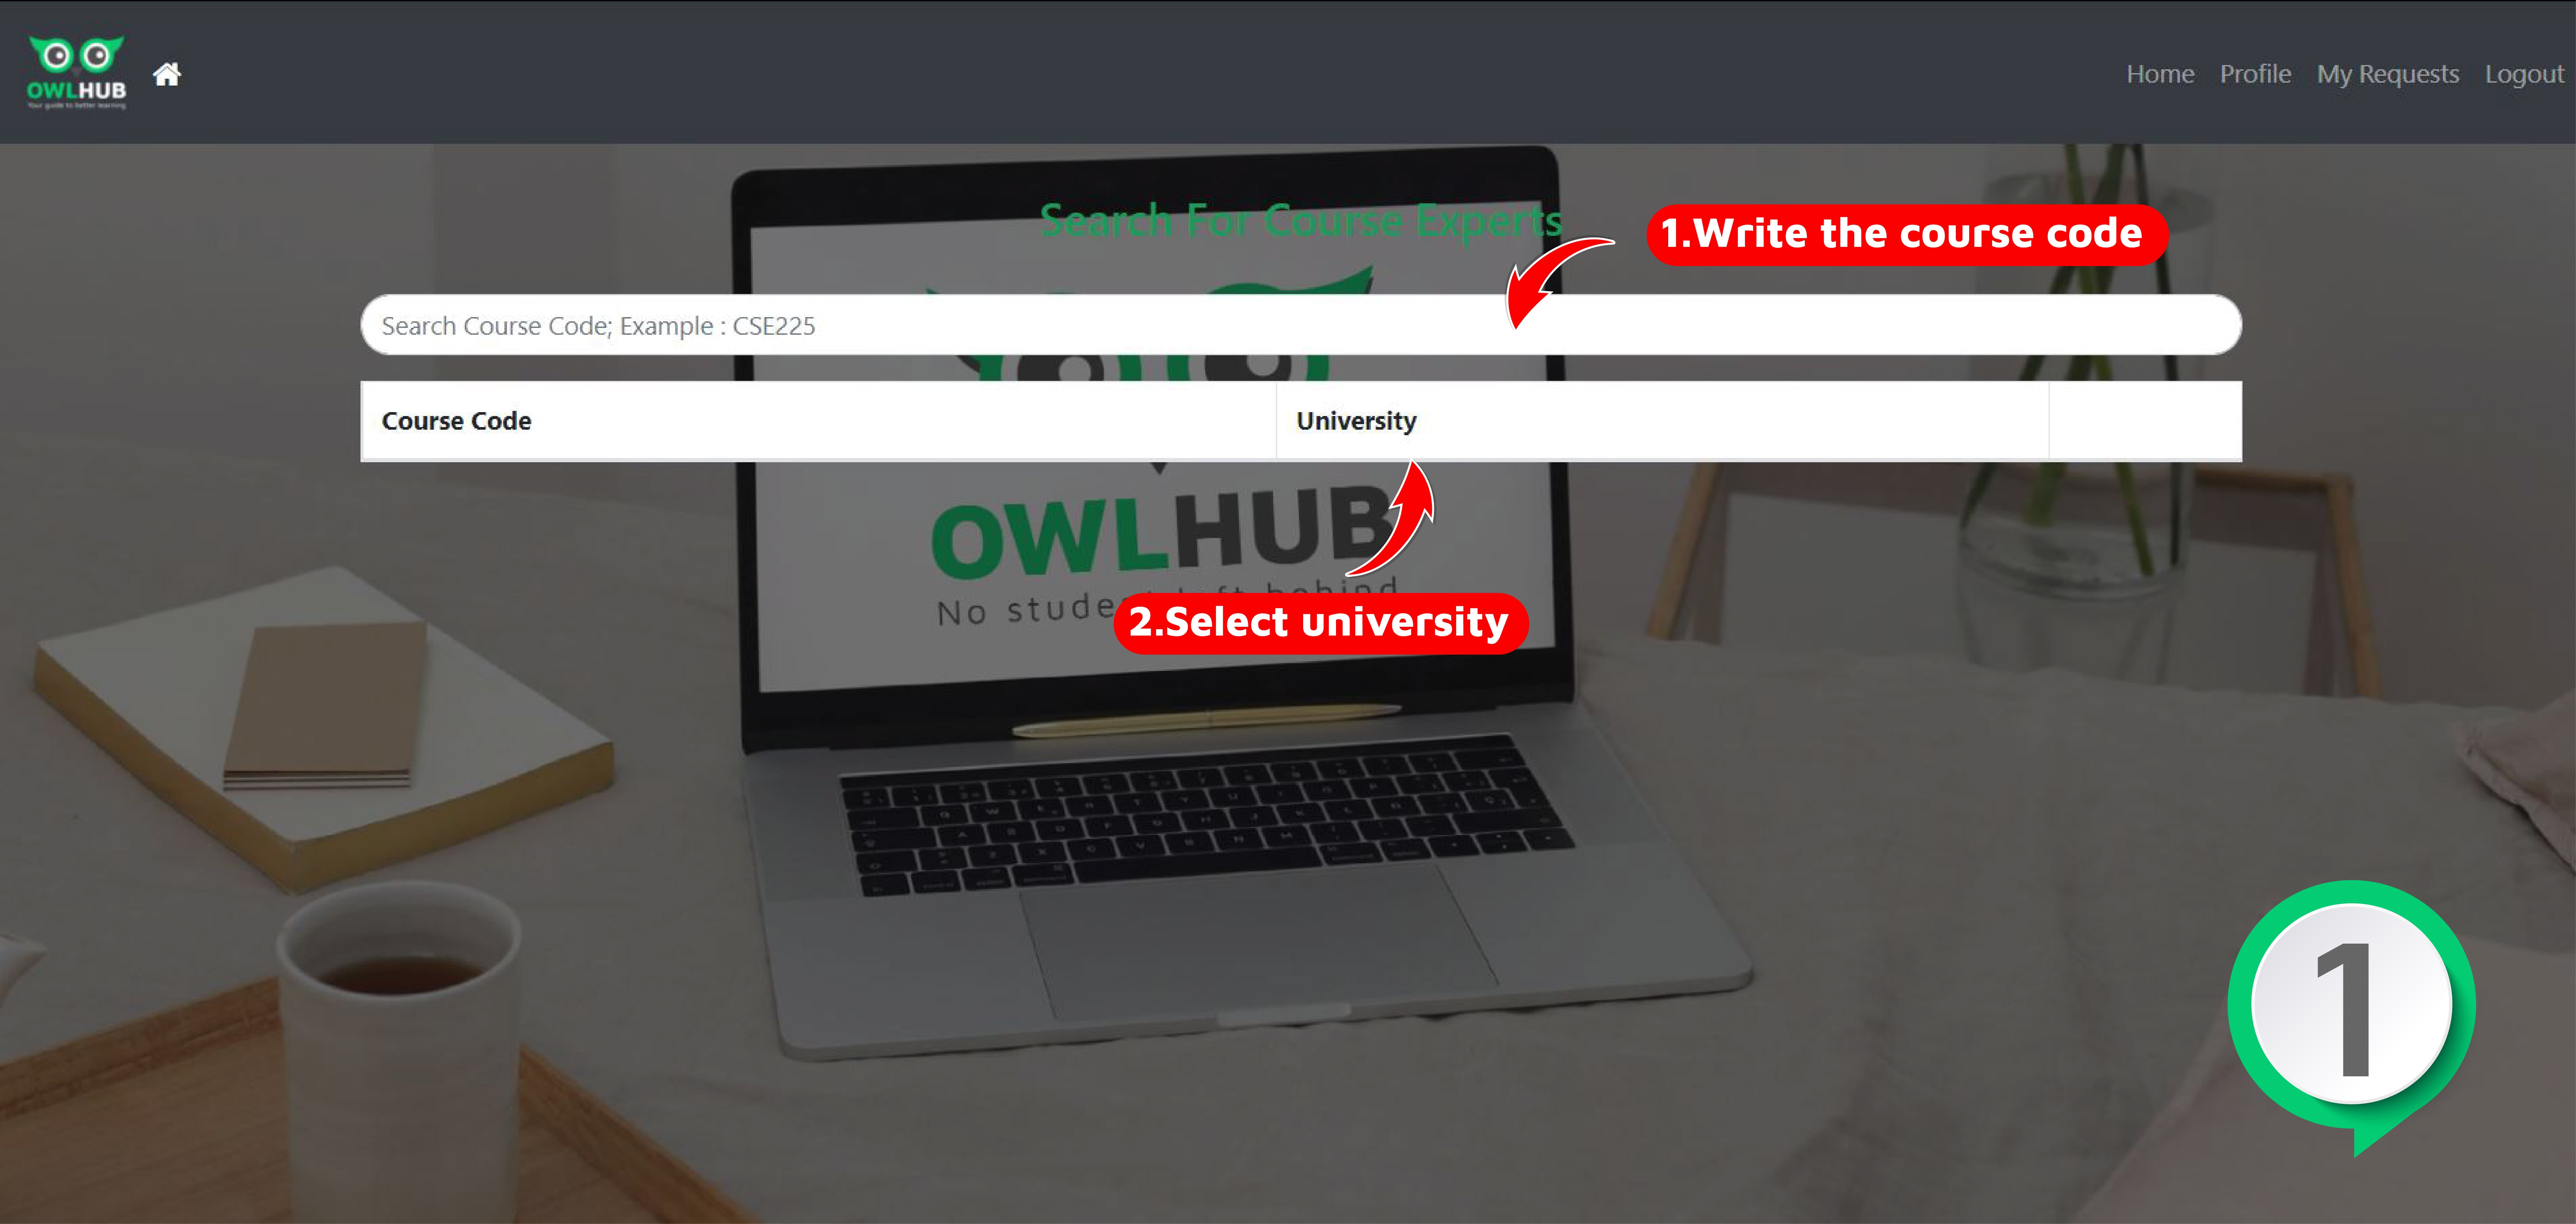 OWLHUB
Your guide to better learning
Home Profile My Requests Logout
Search For Course Experts
1.Write the course code
Search Course Code; Example : CSE225
Course Code University
OWLHUB
No stude left behind
2.Select university
1